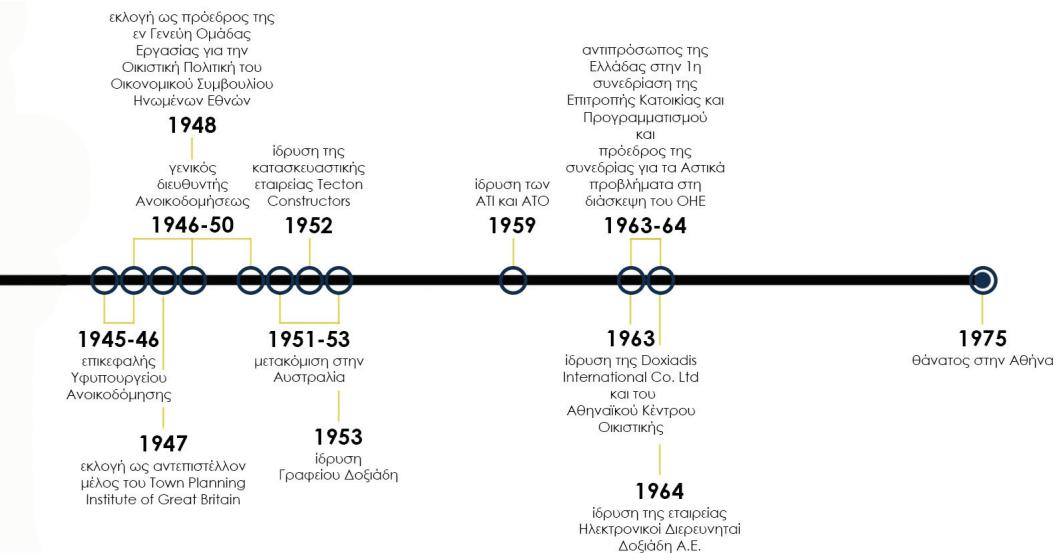 εκλογή ως πρόεδρος της
εν Γενεύη Ομάδας
Εργασίας για την
Οικιστική Πολιτική του
Οικονομικού Συμβουλίου
Ηνωμένων Εθνών
1948
γενικός
διευθυντής
Ανοικοδομήσεως
1946-50
ίδρυση της
κατασκευαστικής
εταιρείας Tecton
Constructors
1952
ίδρυση των
ΑΤΙ και ΑΤΟ
1959
αντιπρόσωπος της
Ελλάδας στην 1η
συνεδρίαση της
Επιτροπής Κατοικίας και
Προγραμματισμού
και
πρόεδρος της
συνεδρίας για τα Αστικά
προβλήματα στη
διάσκεψη του ΟΗΕ
1963-64
1945-46
επικεφαλής
Υφυπουργείου
Ανοικοδόμησης
1947
εκλογή ως αντεπιστέλλον
μέλος του Town Planning
Institute of Great Britain
1951-53
μετακόμιση στην
Αυστραλία
1953
ίδρυση
Γραφείου Δοξιάδη
1963
ίδρυση της Doxiadis
International Co. Ltd
και του
Αθηναϊκού Κέντρου
Οικιστικής
1964
ίδρυση της εταιρείας
Ηλεκτρονικοί Διερευνηταί
Δοξιάδη Α.Ε.
1975
θάνατος στην Αθήνα